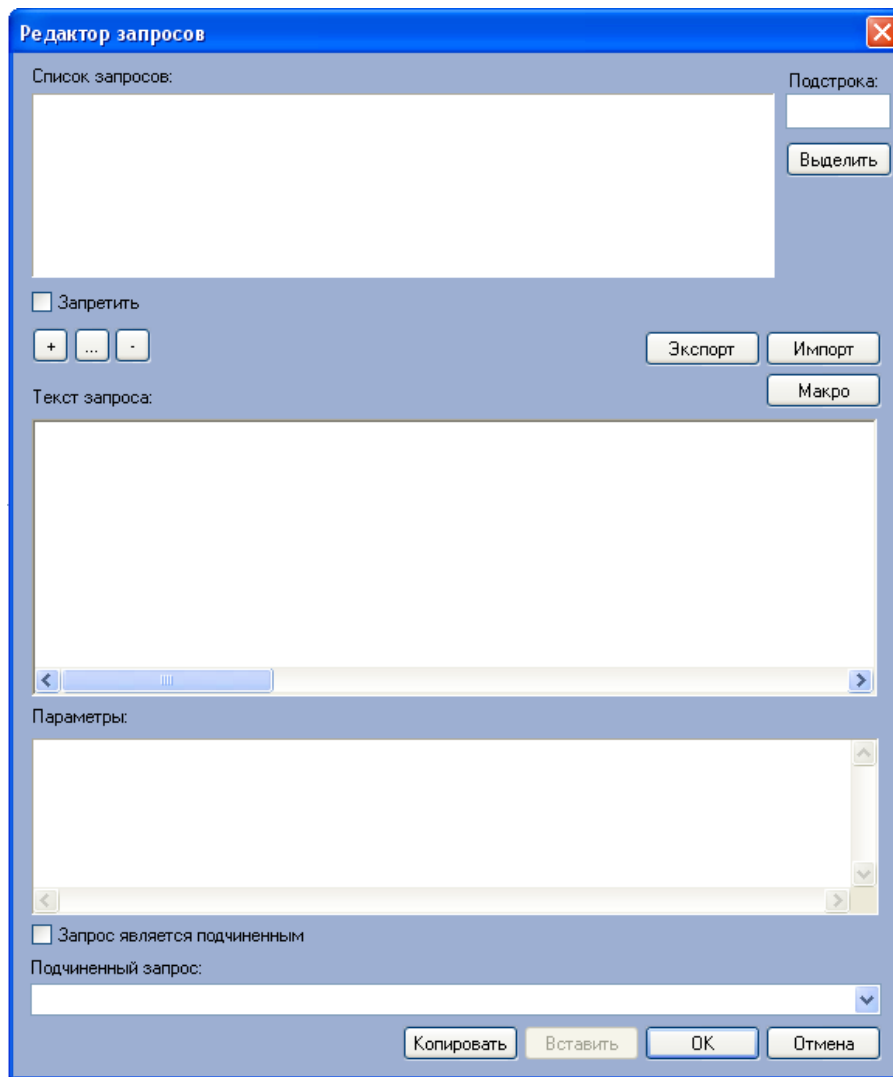 Редактор запросов
Список запросов:
Подстрока:
Выделить
Запретить
+ ... -
Экспорт Импорт
Макро
Текст запроса:
Параметры:
Запрос является подчиненным
Подчиненный запрос:
Копировать Вставить OK Отмена